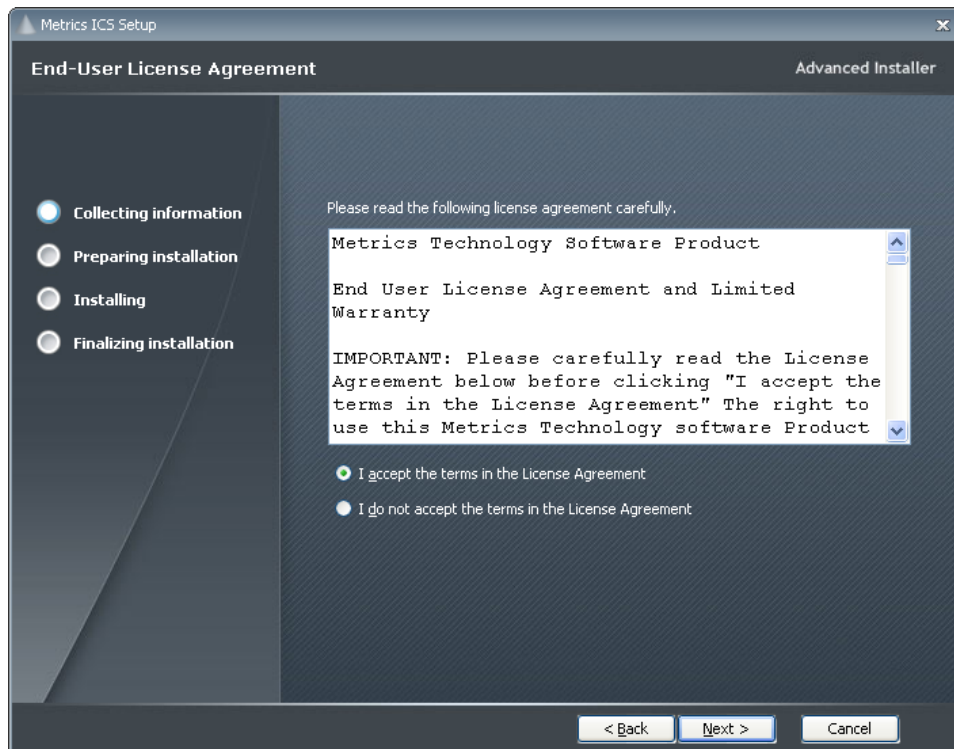 Metrics ICS Setup
End-User License Agreement
Advanced Installer
Collecting information
Preparing installation
Installing
Finalizing installation
Please read the following license agreement carefully.
Metrics Technology Software Product
End User License Agreement and Limited
Warranty
IMPORTANT: Please carefully read the License
Agreement below before clicking "I accept the
terms in the License Agreement" The right to
use this Metrics Technology software Product
I accept the terms in the License Agreement
I do not accept the terms in the License Agreement
< Back
Next >
Cancel